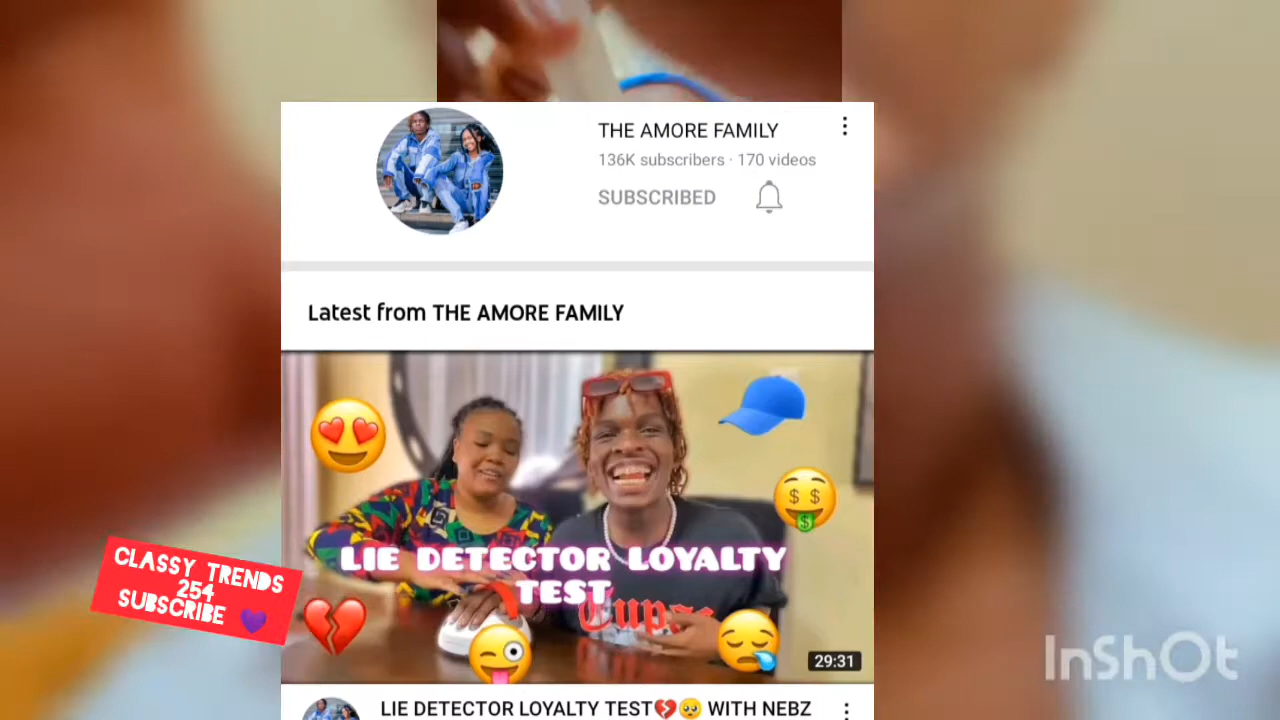 THE AMORE FAMILY
136K subscribers · 170 videos
SUBSCRIBED
Latest from THE AMORE FAMILY
LIE DETECTOR LOYALTY
TEST
Cups
29:31
LIE DETECTOR LOYALTY TEST💔🥺 WITH NEBZ
CLASSY TRENDS
254
SUBSCRIBE 💜
InShOt